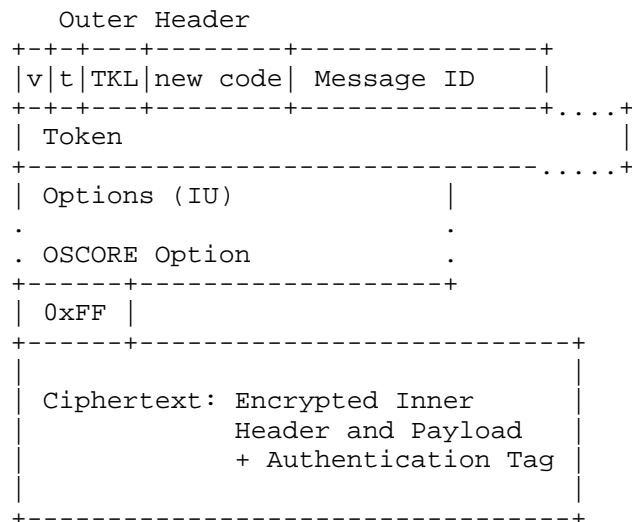 Outer Header
+-+-+---+--------+---------------+
|v|t|TKL|new code| Message ID    |
+-+-+---+--------+---------------+....+
| Token                               |
+--------------------------------.....+
| Options (IU)             |
.                          .
. OSCORE Option            .
+------+-------------------+
| 0xFF |
+------+---------------------------+
|                                  |
| Ciphertext: Encrypted Inner      |
|             Header and Payload   |
|             + Authentication Tag |
|                                  |
+----------------------------------+